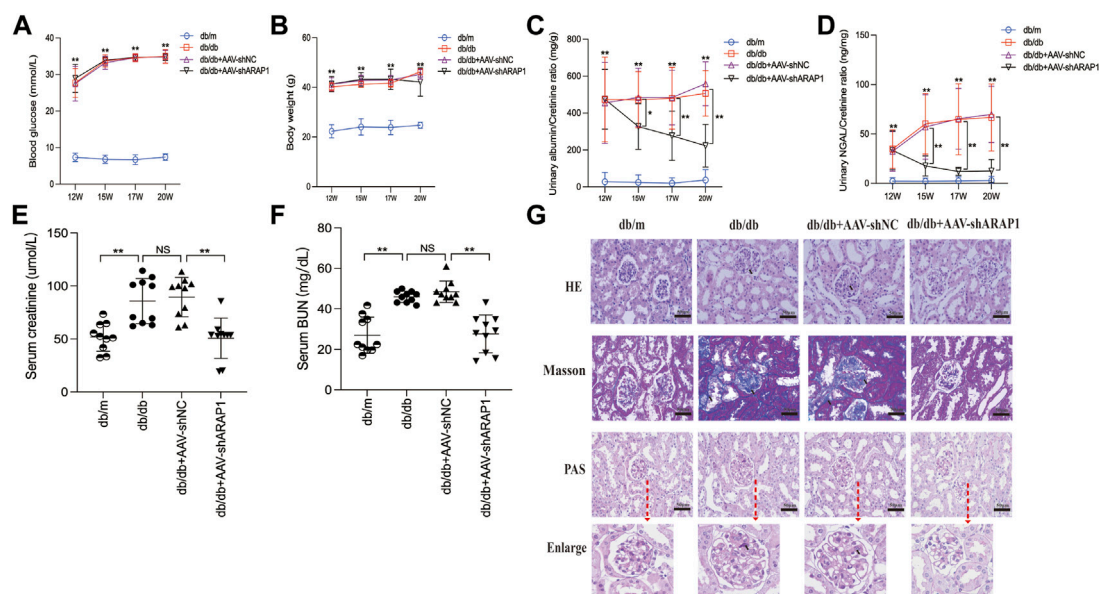 A
Blood glucose (mmol/L)
40
30
20
10
0
** ** ** **
12W 15W 17W 20W
db/m
db/db
db/db+AAV-shNC
db/db+AAV-shARAP1
B
Body weight (g)
60
40
20
0
** ** ** **
12W 15W 17W 20W
db/m
db/db
db/db+AAV-shNC
db/db+AAV-shARAP1
C
Urinary albumin/Cretinine ratio (mg/g)
800
600
400
200
0
** ** ** **
* ** **
12W 15W 17W 20W
db/m
db/db
db/db+AAV-shNC
db/db+AAV-shARAP1
D
Urinary NGAL/Cretinine ratio (ng/mg)
150
100
50
0
** ** ** **
** ** **
12W 15W 17W 20W
db/m
db/db
db/db+AAV-shNC
db/db+AAV-shARAP1
E
Serum creatinine (umol/L)
150
100
50
0
** NS **
db/m
db/db
db/db+AAV-shNC
db/db+AAV-shARAP1
F
Serum BUN (mg/dL)
80
60
40
20
0
** NS **
db/m
db/db
db/db+AAV-shNC
db/db+AAV-shARAP1
G
db/m db/db db/db+AAV-shNC db/db+AAV-shARAP1
HE
Masson
PAS
Enlarge